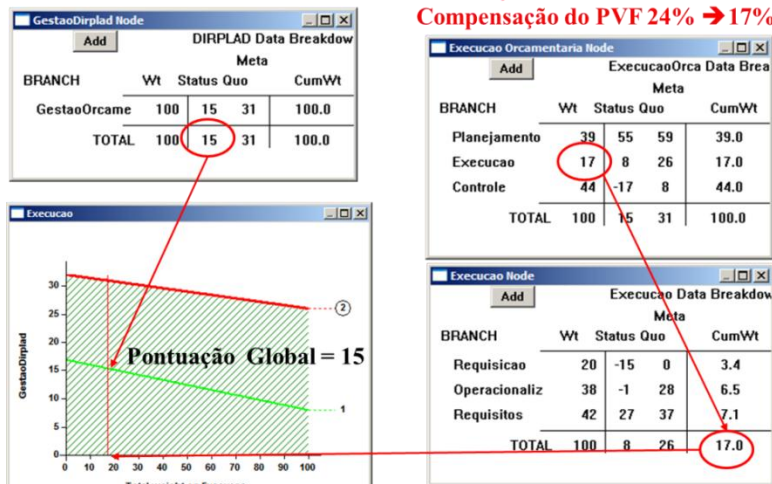 Compensação do PVF 24% ➔17%
GestaoDirplad Node
Add
DIRPLAD Data Breakdow
Meta
BRANCH Wt Status Quo CumWt
GestaoOrcame 100 15 31 100.0
TOTAL 100 15 31 100.0
Execucao Orcamentaria Node
Add
ExecucaoOrca Data Brea
Meta
BRANCH Wt Status Quo CumWt
Planejamento 39 55 59 39.0
Execucao 17 8 26 17.0
Controle 44 -17 8 44.0
TOTAL 100 15 31 100.0
Execucao
GestaoDirplad
30
25
20
15
10
5
0
0 10 20 30 40 50 60 70 80 90 100
2
1
Pontuação Global = 15
Execucao Node
Add
Execucao Data Breakdow
Meta
BRANCH Wt Status Quo CumWt
Requisicao 20 -15 0 3.4
Operacionaliz 38 -1 28 6.5
Requisitos 42 27 37 7.1
TOTAL 100 8 26 17.0